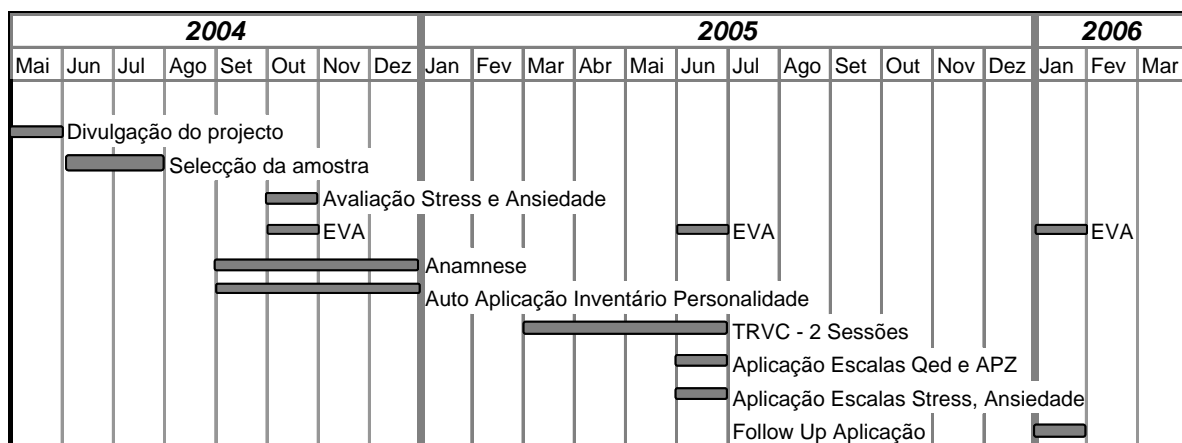 2004 2005 2006
Mai Jun Jul Ago Set Out Nov Dez Jan Fev Mar Abr Mai Jun Jul Ago Set Out Nov Dez Jan Fev Mar
Divulgação do projecto
Selecção da amostra
Avaliação Stress e Ansiedade
EVA EVA EVA
Anamnese
Auto Aplicação Inventário Personalidade
TRVC - 2 Sessões
Aplicação Escalas Qed e APZ
Aplicação Escalas Stress, Ansiedade
Follow Up Aplicação